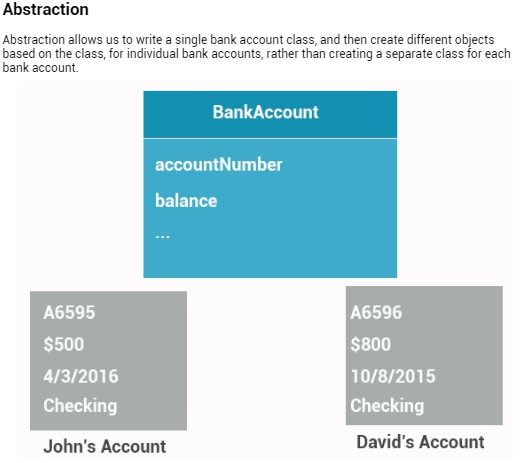 Abstraction
Abstraction allows us to write a single bank account class, and then create different objects
based on the class, for individual bank accounts, rather than creating a separate class for each
bank account.
BankAccount
accountNumber
balance
...
A6595
$500
4/3/2016
Checking
John's Account
A6596
$800
10/8/2015
Checking
David's Account